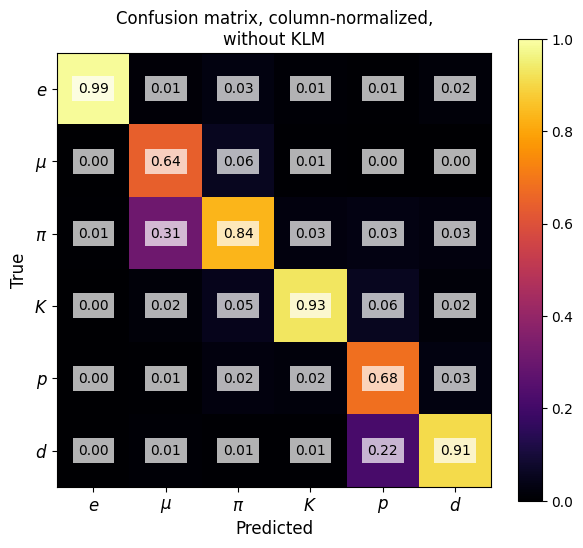 Confusion matrix, column-normalized,
without KLM
1.0
e 0.99 0.01 0.03 0.01 0.01 0.02
0.8
μ 0.00 0.64 0.06 0.01 0.00 0.00
π 0.01 0.31 0.84 0.03 0.03 0.03
0.6
True
K 0.00 0.02 0.05 0.93 0.06 0.02
0.4
p 0.00 0.01 0.02 0.02 0.68 0.03
0.2
d 0.00 0.01 0.01 0.01 0.22 0.91
0.0
e μ π K p d
Predicted